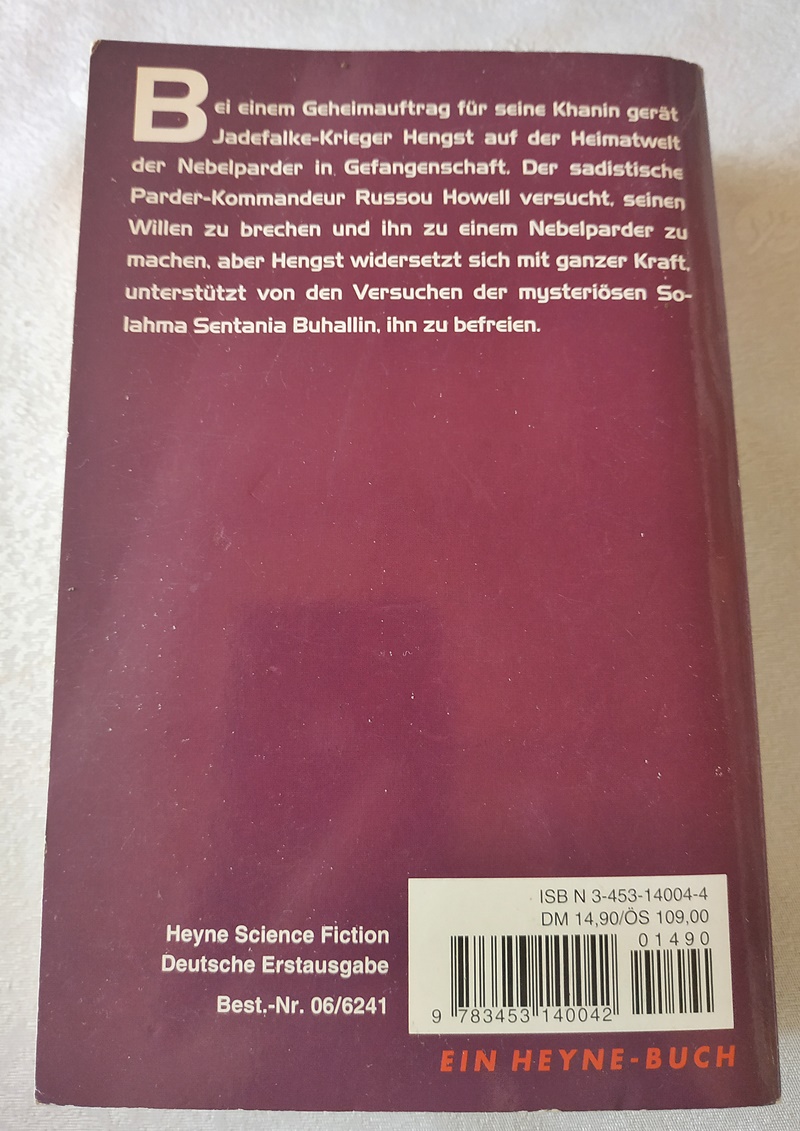 Bei einem Geheimauftrag für seine Khanin gerät
Jadefalke-Krieger Hengst auf der Heimatwelt
der Nebelparder in Gefangenschaft. Der sadistische
Parder-Kommandeur Russou Howell versucht, seinen
Willen zu brechen und ihn zu einem Nebelparder zu
machen, aber Hengst widersetzt sich mit ganzer Kraft,
unterstützt von den Versuchen der mysteriösen So-
lahma Sentania Buhallin, ihn zu befreien.
Heyne Science Fiction
Deutsche Erstausgabe
Best.-Nr. 06/6241
ISB N 3-453-14004-4
DM 14,90/ÖS 109,00
01490
9 783453 140042
EIN HEYNE-BUCH